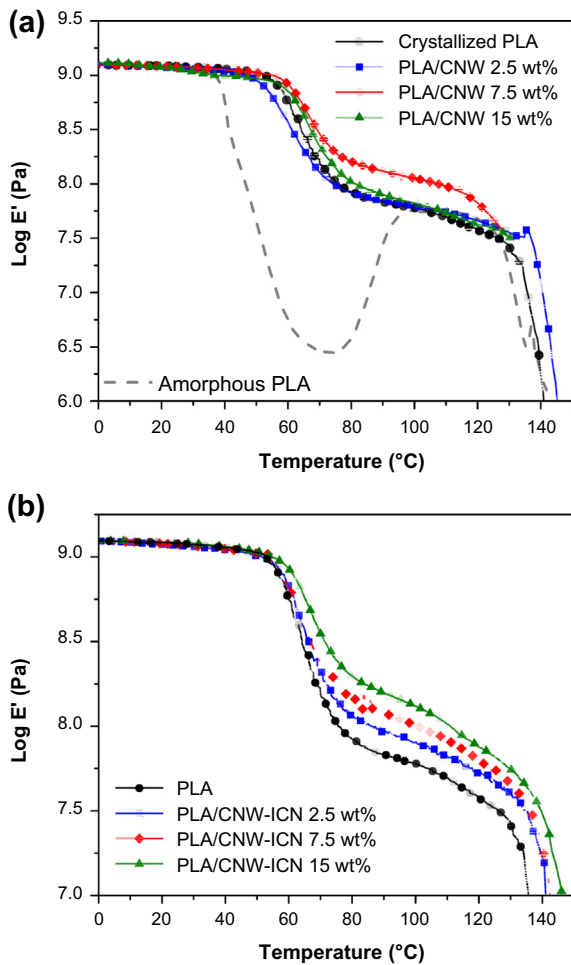 (a)
9.5
9.0
8.5
8.0
7.5
7.0
6.5
6.0
Log E' (Pa)
Crystallized PLA
PLA/CNW 2.5 wt%
PLA/CNW 7.5 wt%
PLA/CNW 15 wt%
Amorphous PLA
0 20 40 60 80 100 120 140
Temperature (°C)
(b)
9.0
8.5
8.0
7.5
7.0
Log E' (Pa)
PLA
PLA/CNW-ICN 2.5 wt%
PLA/CNW-ICN 7.5 wt%
PLA/CNW-ICN 15 wt%
0 20 40 60 80 100 120 140
Temperature (°C)